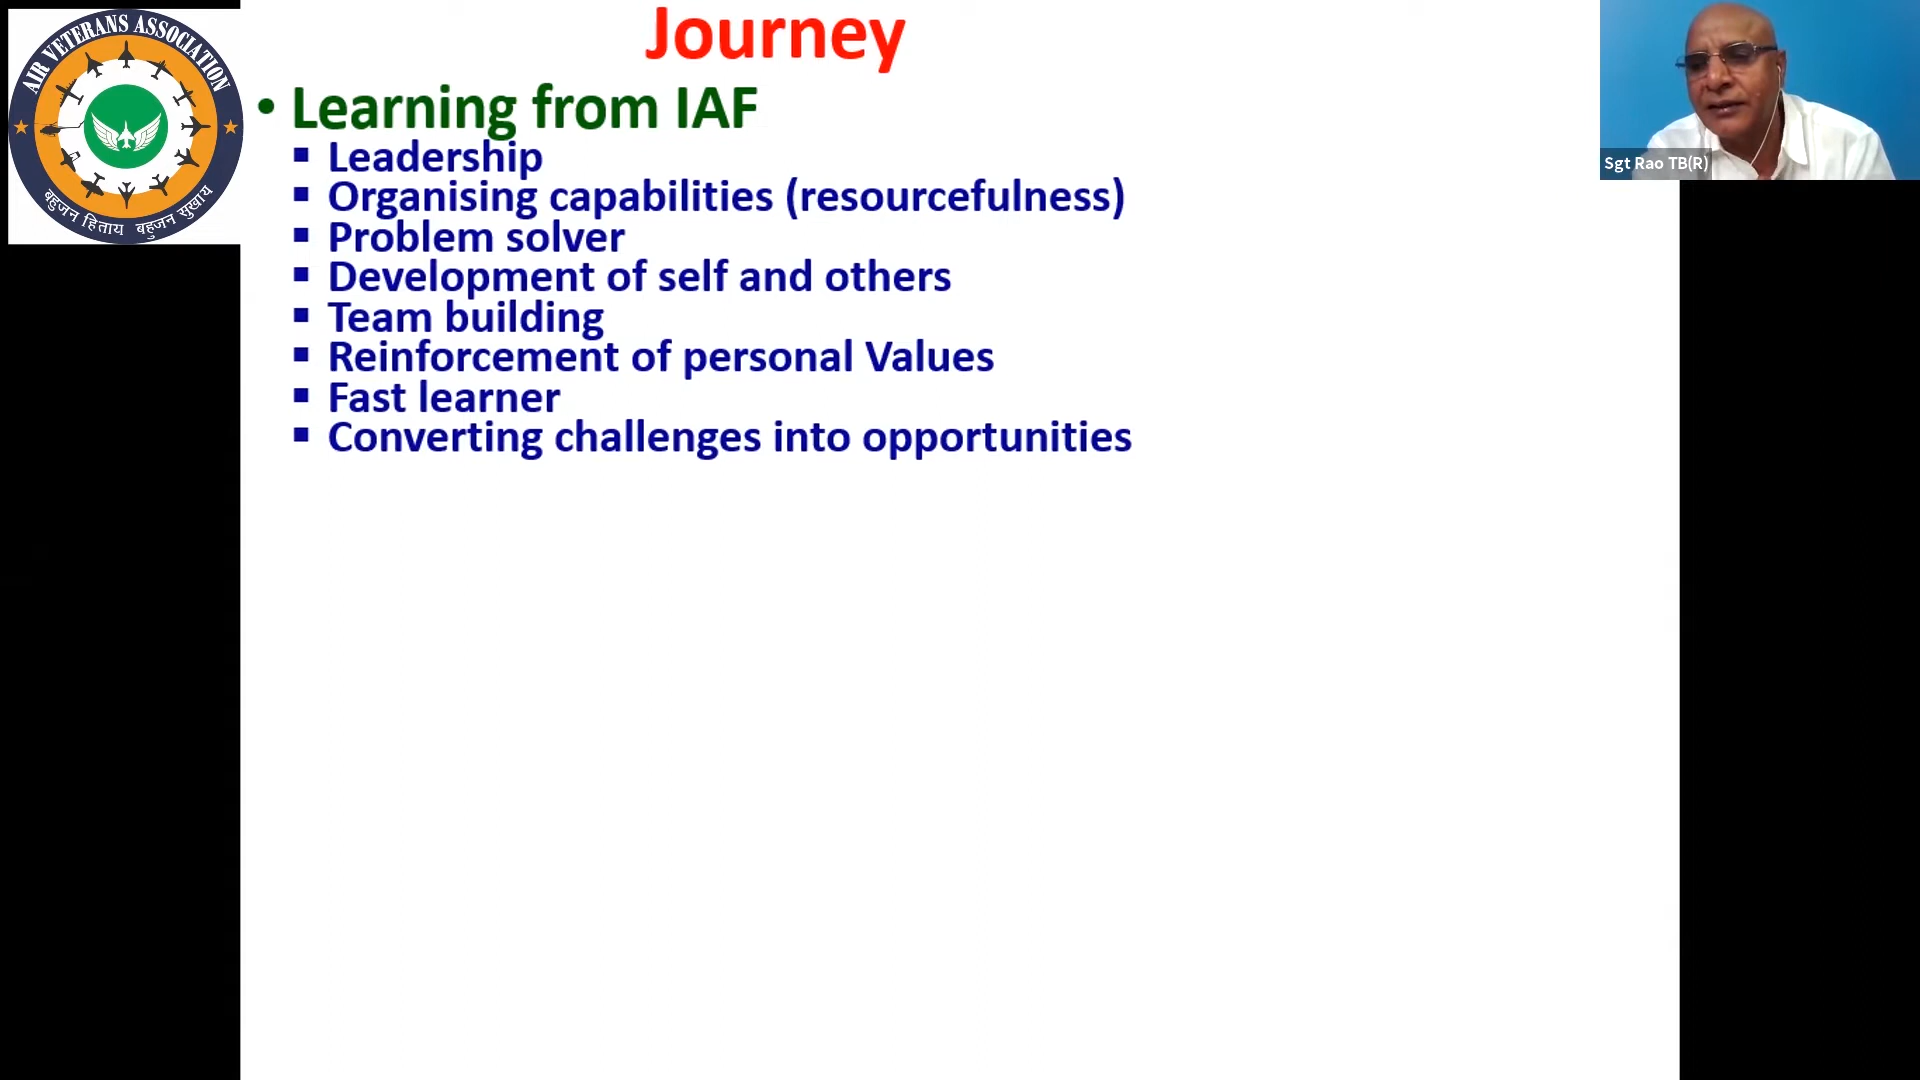 AIR VETERANS ASSOCIATION
बहुजन हिताय बहुजन सुखाय
Journey
• Learning from IAF
▪ Leadership
▪ Organising capabilities (resourcefulness)
▪ Problem solver
▪ Development of self and others
▪ Team building
▪ Reinforcement of personal Values
▪ Fast learner
▪ Converting challenges into opportunities
Sgt Rao TB(R)